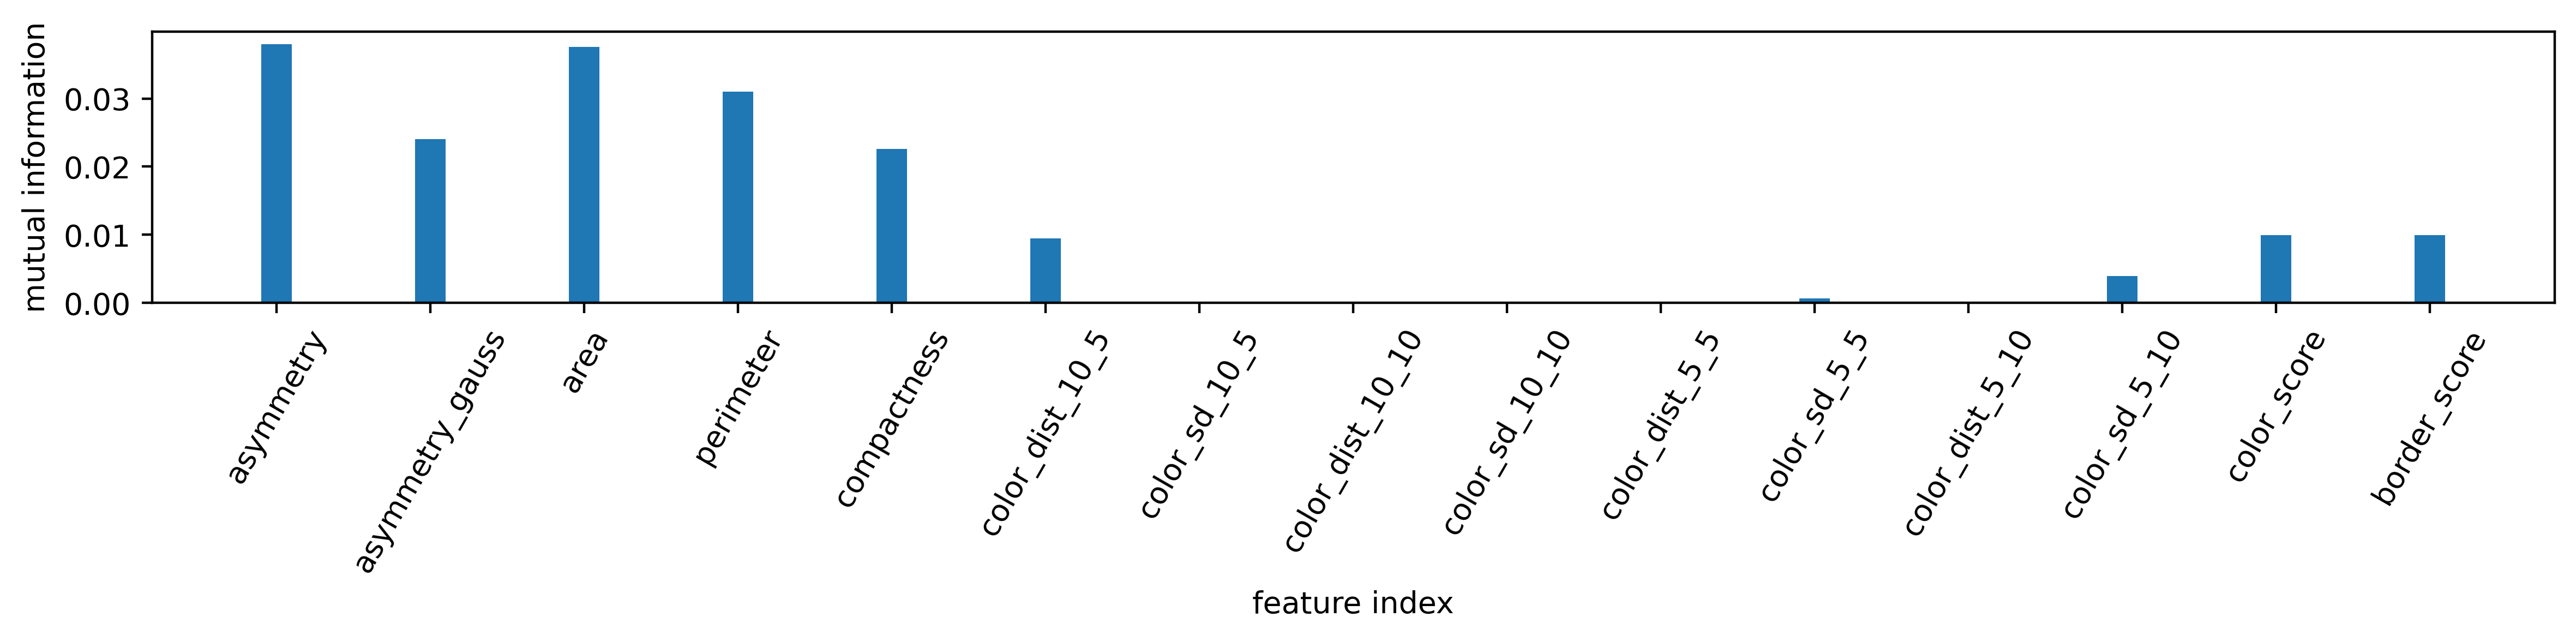 mutual information
0.03
0.02
0.01
0.00
asymmetry
asymmetry_gauss
area
perimeter
compactness
color_dist_10_5
color_sd_10_5
color_dist_10_10
color_sd_10_10
color_dist_5_5
color_sd_5_5
color_dist_5_10
color_sd_5_10
color_score
border_score
feature index